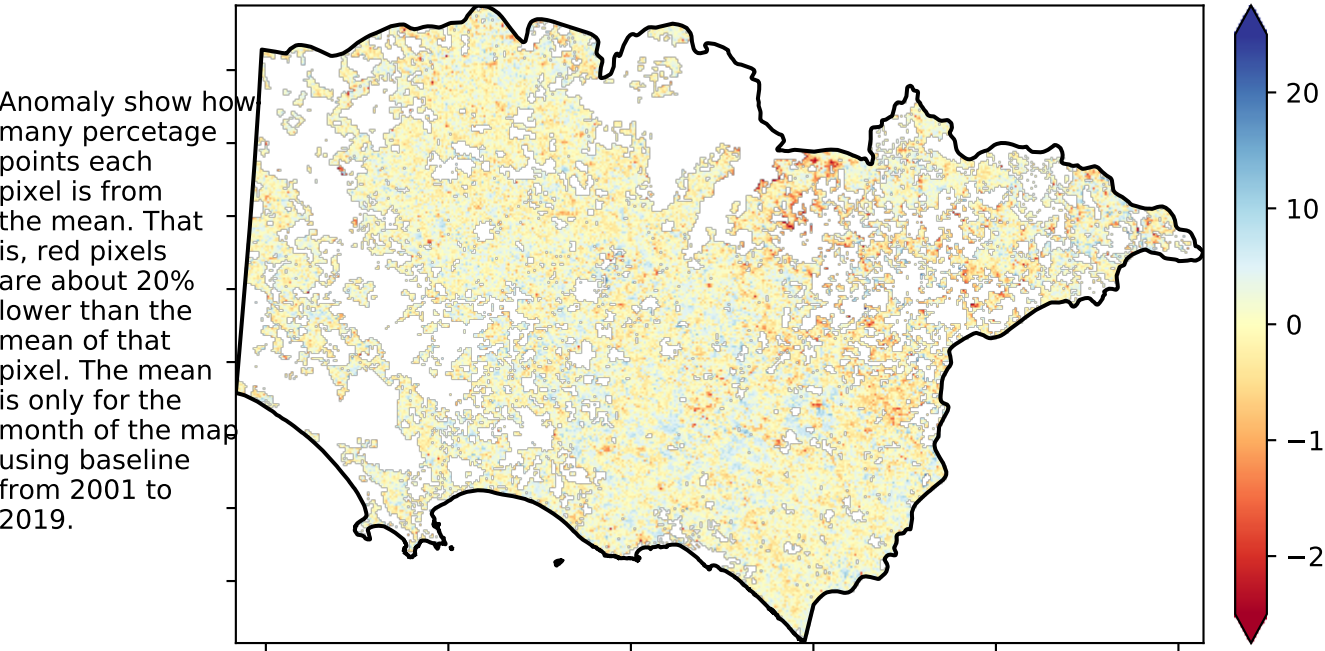 Anomaly show how
many percetage
points each
pixel is from
the mean. That
is, red pixels
are about 20%
lower than the
mean of that
pixel. The mean
is only for the
month of the map
using baseline
from 2001 to
2019.
20
10
0
−1
−2